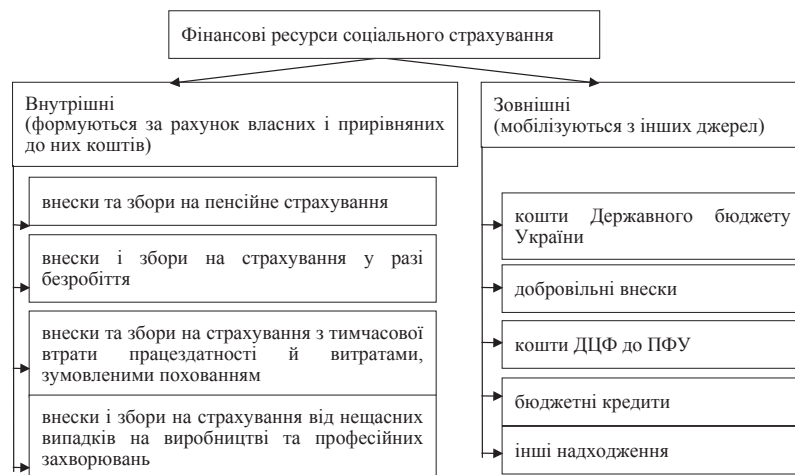 Фінансові ресурси соціального страхування
Внутрішні
(формуються за рахунок власних і прирівняних
до них коштів)
внески та збори на пенсійне страхування
внески і збори на страхування у разі
безробіття
внески та збори на страхування з тимчасової
втрати працездатності й витратами,
зумовленими похованням
внески і збори на страхування від нещасних
випадків на виробництві та професійних
захворювань
Зовнішні
(мобілізуються з інших джерел)
кошти Державного бюджету
України
добровільні внески
кошти ДЦФ до ПФУ
бюджетні кредити
інші надходження